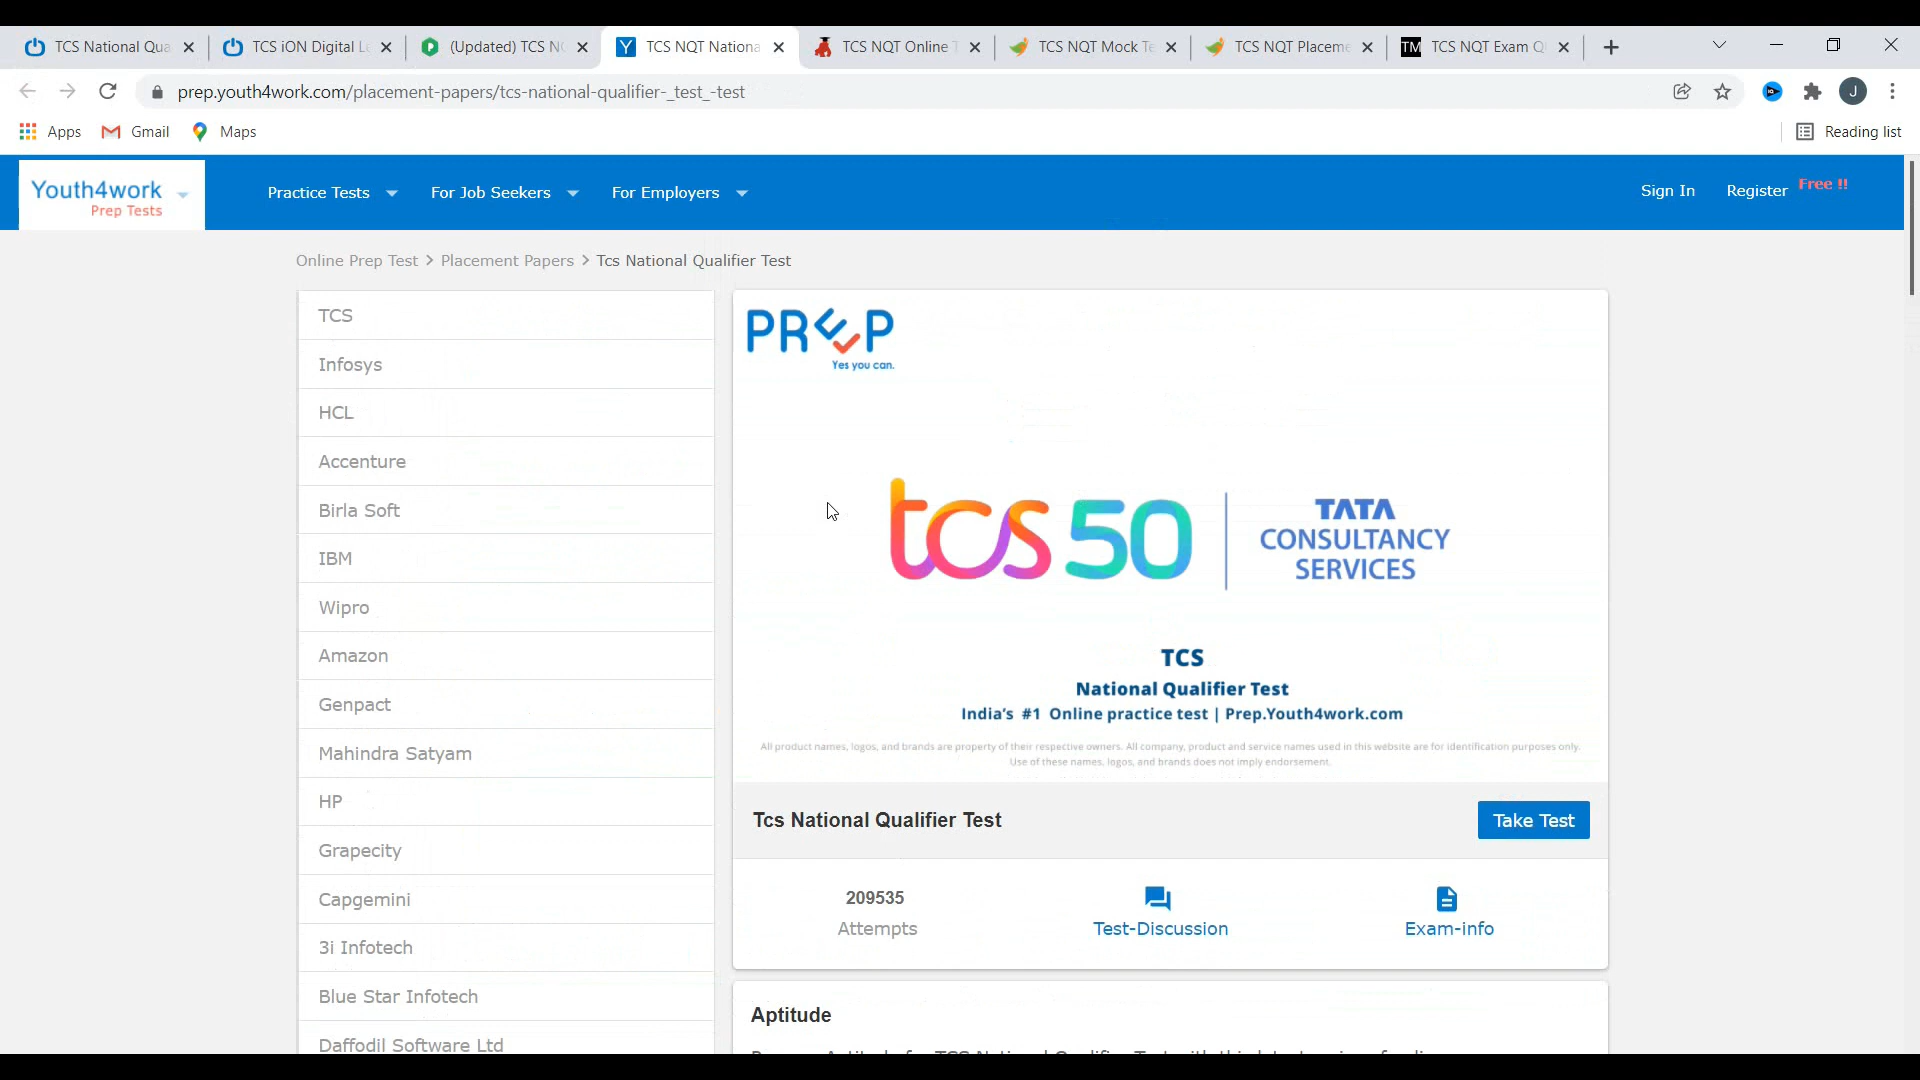 TCS National Qua
TCS iON Digital Le
(Updated) TCS N
TCS NQT Nationa
TCS NQT Online T
TCS NQT Mock Te
TCS NQT Placeme
TM TCS NQT Exam Q
prep.youth4work.com/placement-papers/tcs-national-qualifier-_test_-test
J
Apps
Gmail
Maps
Reading list
Youth4work
Prep Tests
Practice Tests
For Job Seekers
For Employers
Sign In
Register
Free !!
Online Prep Test > Placement Papers > Tcs National Qualifier Test
TCS
Infosys
HCL
Accenture
Birla Soft
IBM
Wipro
Amazon
Genpact
Mahindra Satyam
HP
Grapecity
Capgemini
3i Infotech
Blue Star Infotech
Daffodil Software Ltd
PREP
Yes you can.
tcs 50
TATA
CONSULTANCY
SERVICES
TCS
National Qualifier Test
India's #1 Online practice test | Prep.Youth4work.com
All product names, logos, and brands are property of their respective owners. All company, product and service names used in this website are for identification purposes only.
Use of these names, logos, and brands does not imply endorsement.
Tcs National Qualifier Test
Take Test
209535
Attempts
Test-Discussion
Exam-info
Aptitude